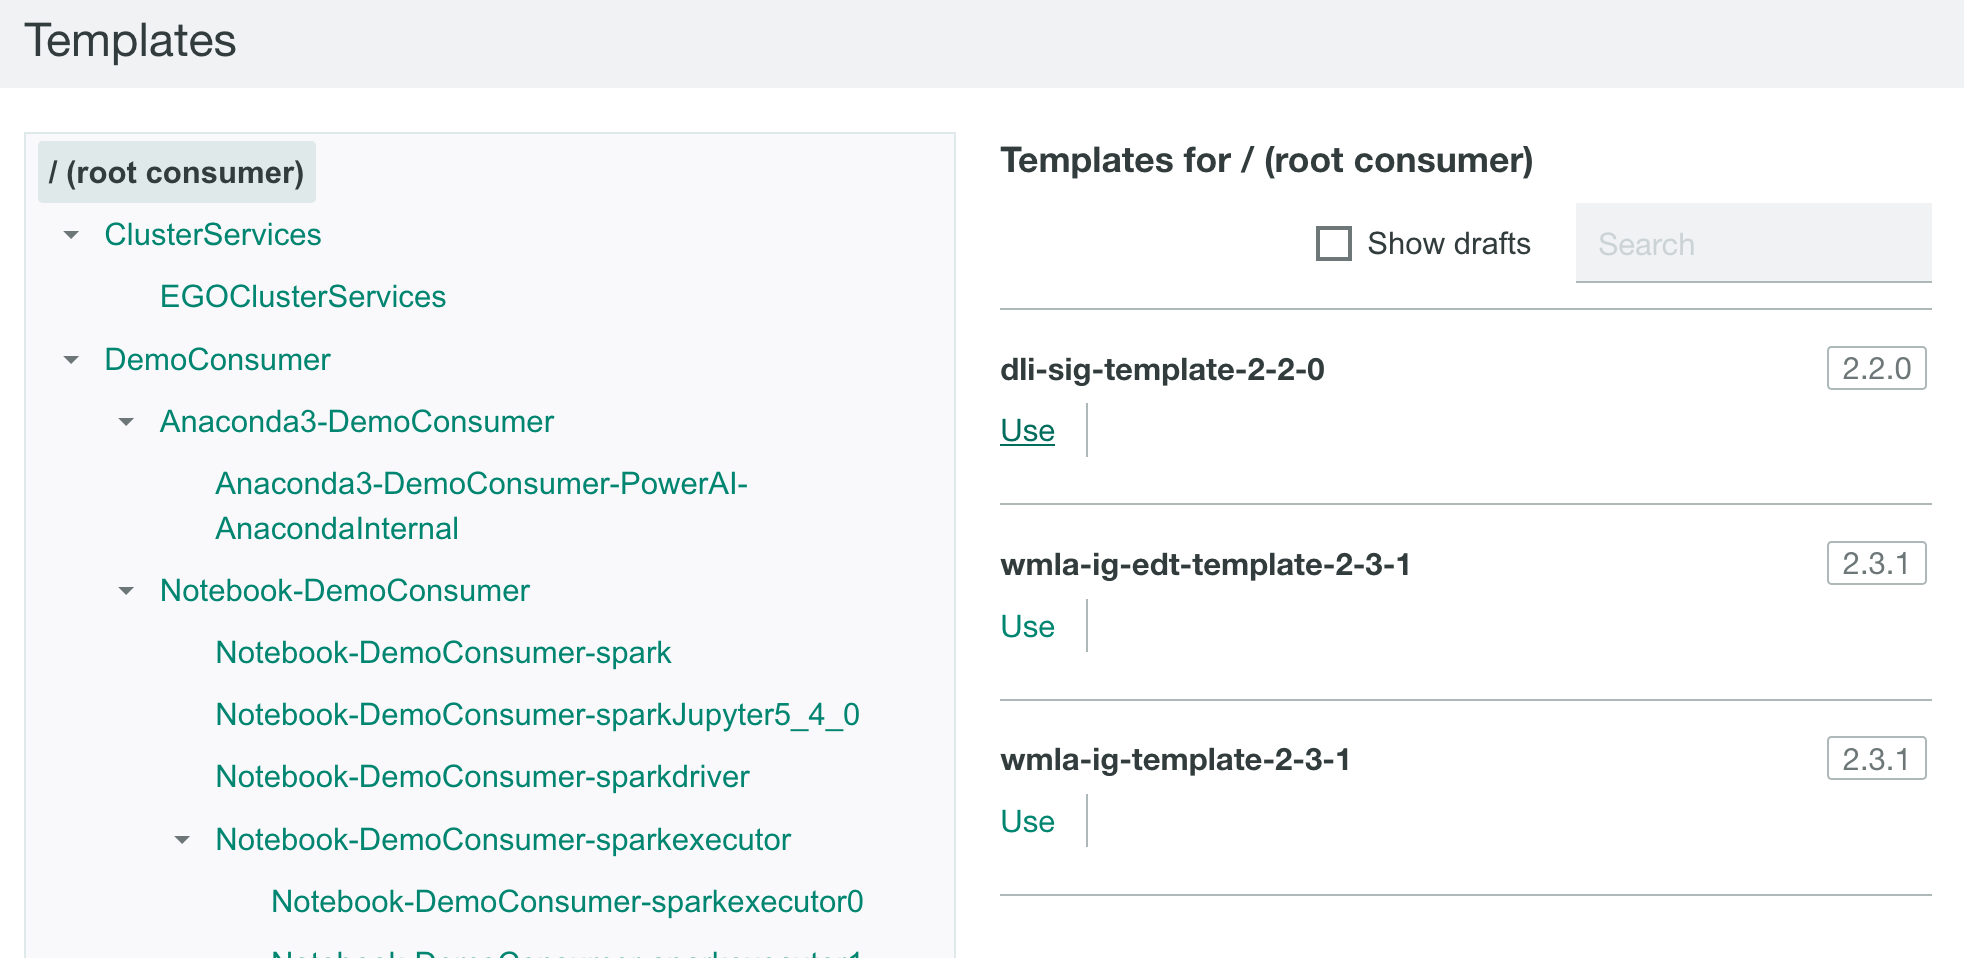 Templates
/ (root consumer)
ClusterServices
EGOClusterServices
DemoConsumer
Anaconda3-DemoConsumer
Anaconda3-DemoConsumer-PowerAI-
AnacondaInternal
Notebook-DemoConsumer
Notebook-DemoConsumer-spark
Notebook-DemoConsumer-sparkJupyter5_4_0
Notebook-DemoConsumer-sparkdriver
Notebook-DemoConsumer-sparkexecutor
Notebook-DemoConsumer-sparkexecutor0
Notebook-DemoConsumer-sparkexecutor1
Templates for / (root consumer)
Show drafts
Search
dli-sig-template-2-2-0
2.2.0
Use
wmla-ig-edt-template-2-3-1
2.3.1
Use
wmla-ig-template-2-3-1
2.3.1
Use